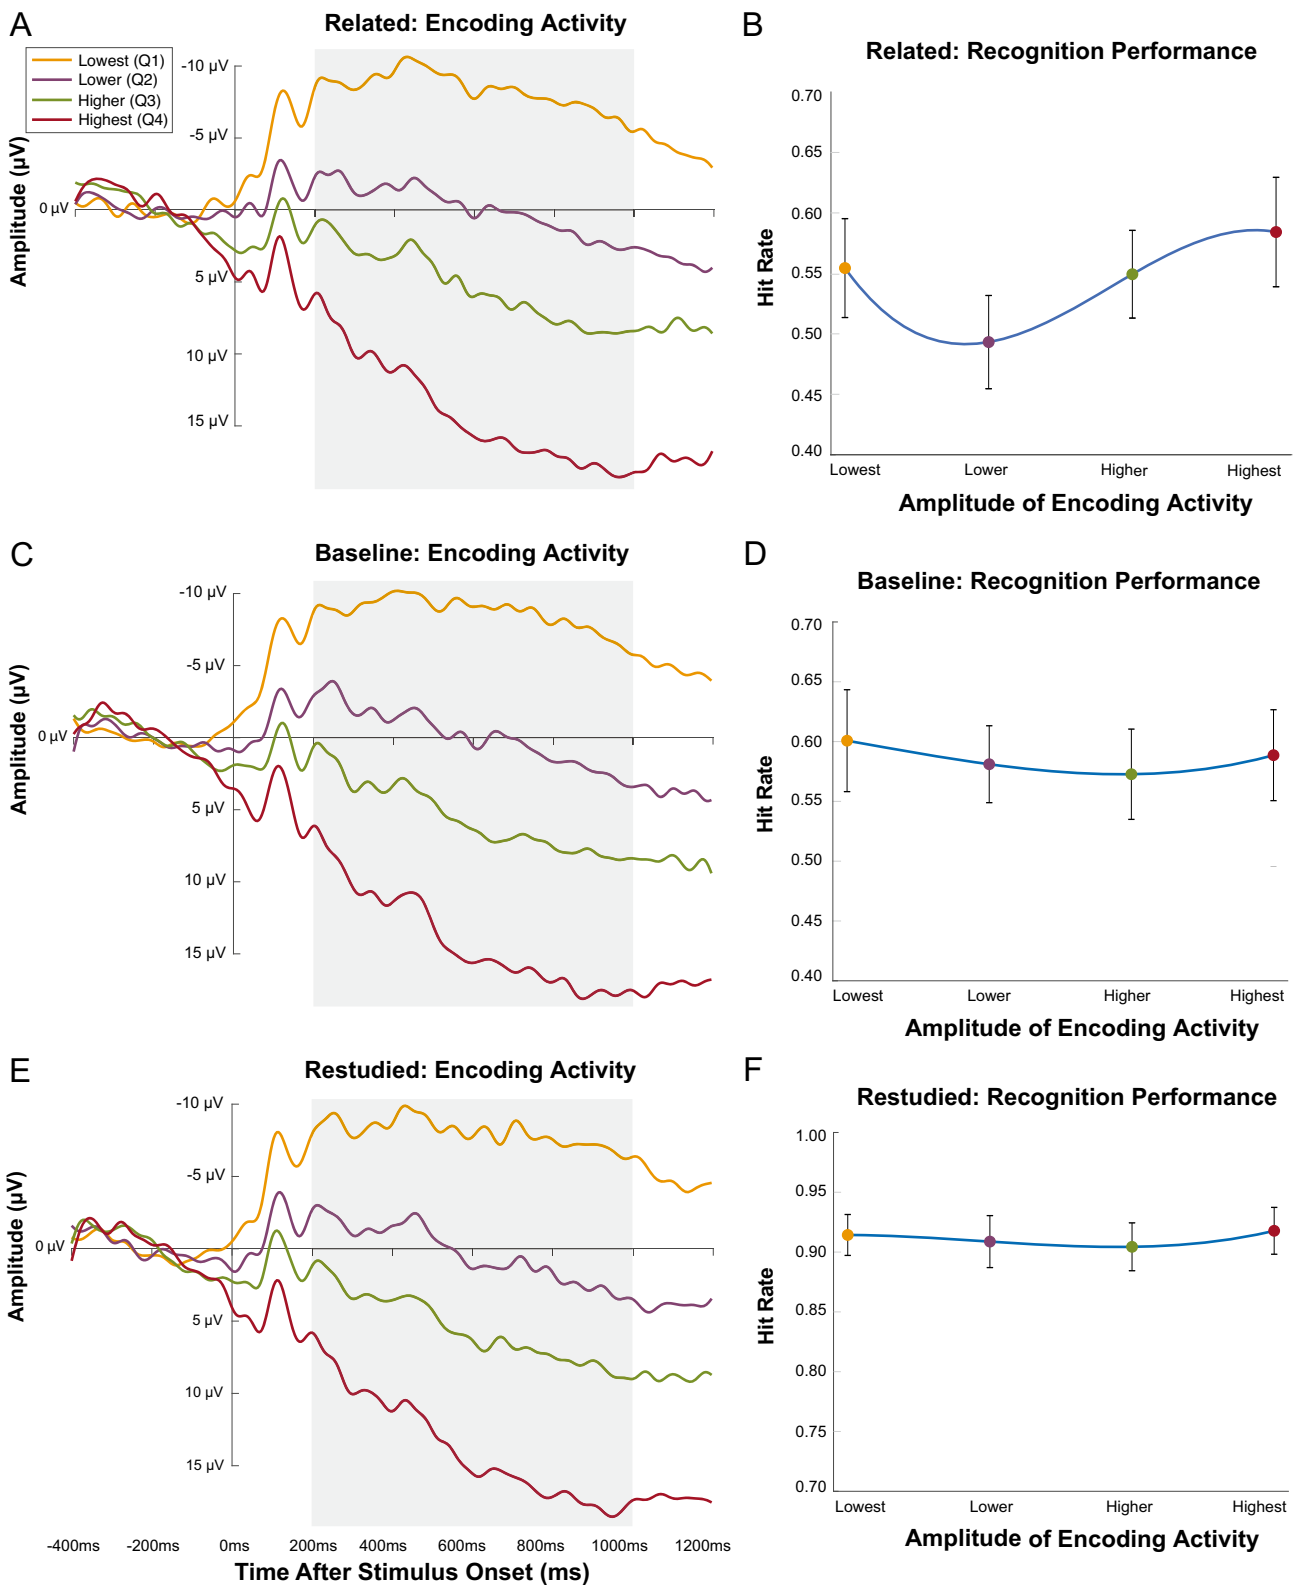 A
Related: Encoding Activity
Lowest (Q1)
Lower (Q2)
Higher (Q3)
Highest (Q4)
Amplitude (µV)
-10 µV
-5 µV
0 µV
5 µV
10 µV
15 µV
B
Related: Recognition Performance
Hit Rate
0.70
0.65
0.60
0.55
0.50
0.45
0.40
Lowest Lower Higher Highest
Amplitude of Encoding Activity
C
Baseline: Encoding Activity
Amplitude (µV)
-10 µV
-5 µV
0 µV
5 µV
10 µV
15 µV
D
Baseline: Recognition Performance
Hit Rate
0.70
0.65
0.60
0.55
0.50
0.45
0.40
Lowest Lower Higher Highest
Amplitude of Encoding Activity
E
Restudied: Encoding Activity
Amplitude (µV)
-10 µV
-5 µV
0 µV
5 µV
10 µV
15 µV
-400ms -200ms 0ms 200ms 400ms 600ms 800ms 1000ms 1200ms
Time After Stimulus Onset (ms)
F
Restudied: Recognition Performance
Hit Rate
1.00
0.95
0.90
0.85
0.80
0.75
0.70
Lowest Lower Higher Highest
Amplitude of Encoding Activity